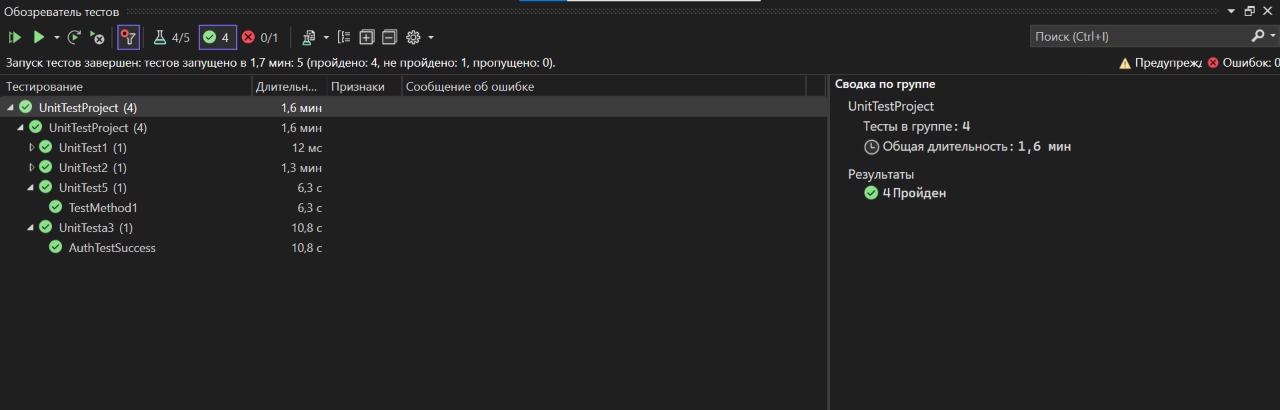 Обозреватель тестов
4/5 4 0/1 Поиск (Ctrl+I)
Запуск тестов завершен: тестов запущено в 1,7 мин: 5 (пройдено: 4, не пройдено: 1, пропущено: 0). Предупрежд Ошибок: 0
Тестирование Длительн... Признаки Сообщение об ошибке
UnitTestProject (4) 1,6 мин
UnitTestProject (4) 1,6 мин
UnitTest1 (1) 12 мс
UnitTest2 (1) 1,3 мин
UnitTest5 (1) 6,3 с
TestMethod1 6,3 с
UnitTesta3 (1) 10,8 с
AuthTestSuccess 10,8 с
Сводка по группе
UnitTestProject
Тесты в группе: 4
Общая длительность: 1,6 мин
Результаты
4 Пройден